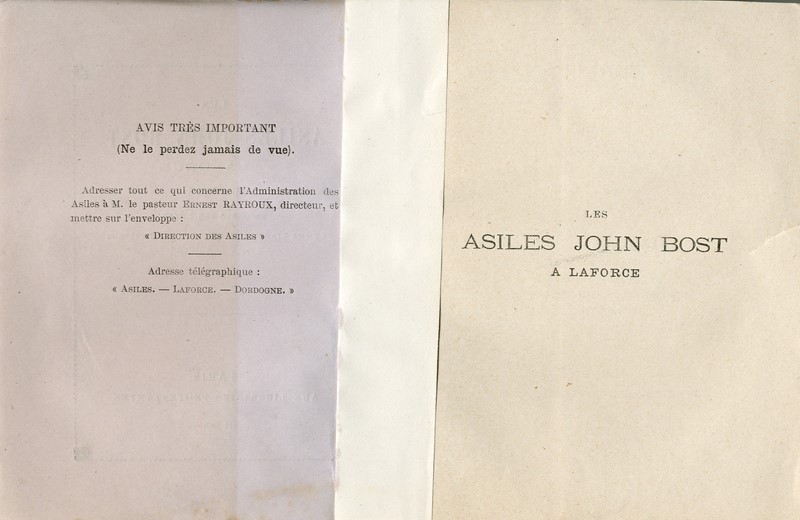 AVIS TRÈS IMPORTANT
(Ne le perdez jamais de vue).
Adresser tout ce qui concerne l'Administration des
Asiles à M. le pasteur ERNEST RAYROUX, directeur, et
mettre sur l'enveloppe :
« DIRECTION DES ASILES »
Adresse télégraphique :
« ASILES. — LAFORCE. — DORDOGNE. »
LES
ASILES JOHN BOST
A LAFORCE